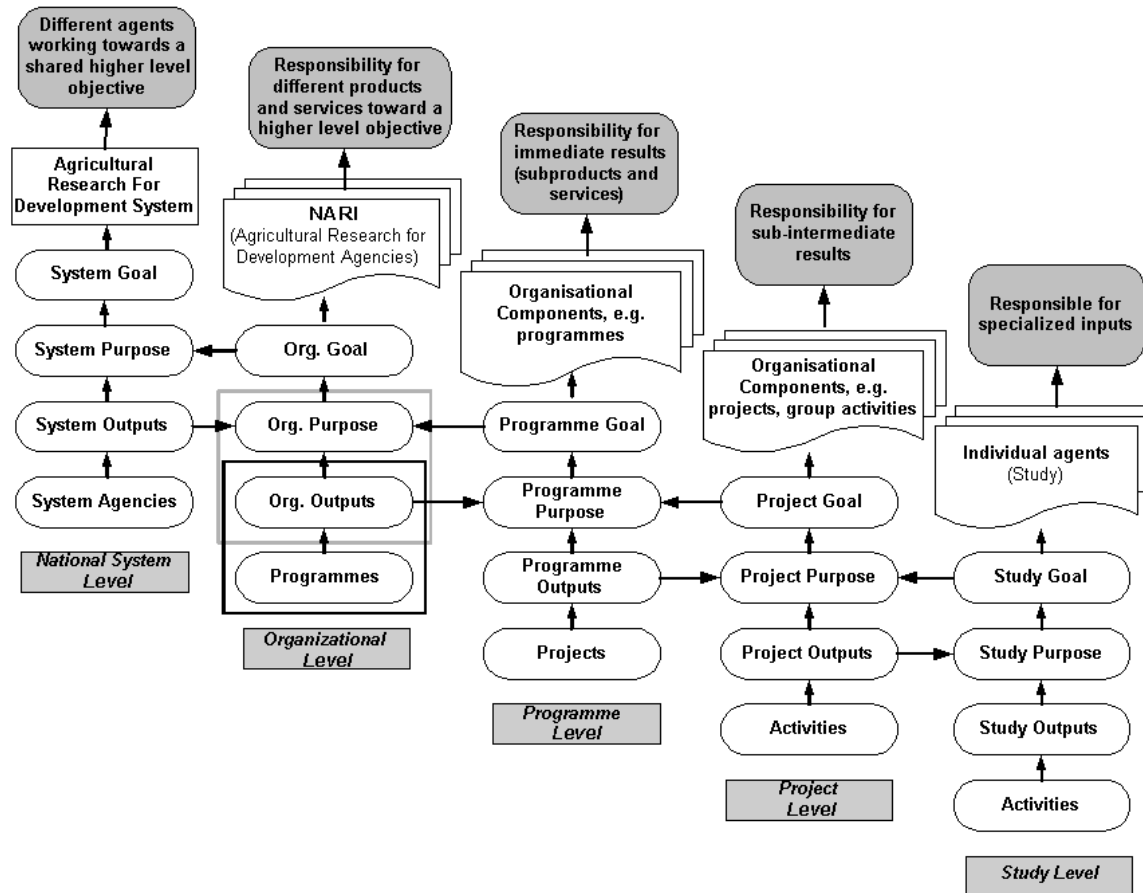 Different agents
working towards a
shared higher level
objective
Agricultural
Research For
Development System
System Goal
System Purpose
System Outputs
System Agencies
National System
Level
Responsibility for
different products
and services toward a
higher level objective
NARI
(Agricultural Research for
Development Agencies)
Org. Goal
Org. Purpose
Org. Outputs
Programmes
Organizational
Level
Responsibility for
immediate results
(subproducts and
services)
Organisational
Components, e.g.
programmes
Programme Goal
Programme
Purpose
Programme
Outputs
Projects
Programme
Level
Responsibility for
sub-intermediate
results
Organisational
Components, e.g.
projects, group activities
Project Goal
Project Purpose
Project Outputs
Activities
Project
Level
Responsible for
specialized inputs
Individual agents
(Study)
Study Goal
Study Purpose
Study Outputs
Activities
Study Level